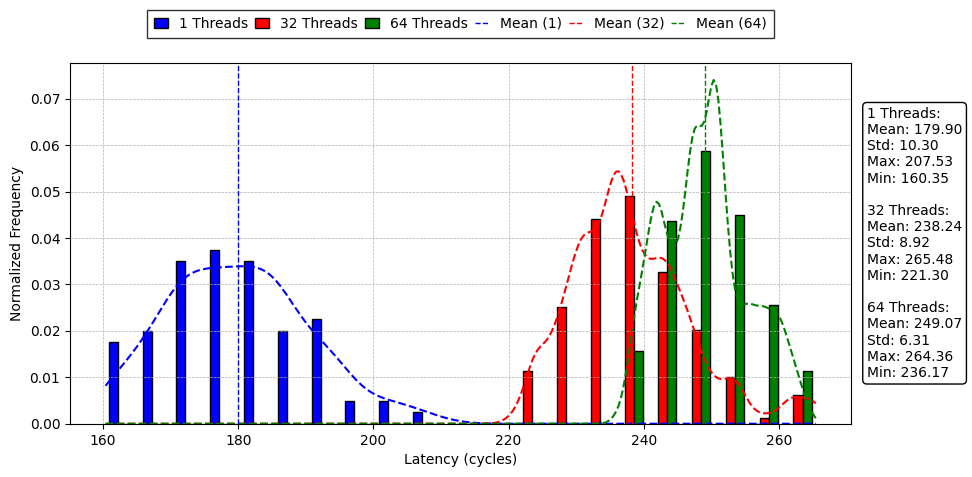 1 Threads 32 Threads 64 Threads Mean (1) Mean (32) Mean (64)
0.07
0.06
0.05
0.04
0.03
0.02
0.01
0.00
Normalized Frequency
160 180 200 220 240 260
Latency (cycles)
1 Threads:
Mean: 179.90
Std: 10.30
Max: 207.53
Min: 160.35
32 Threads:
Mean: 238.24
Std: 8.92
Max: 265.48
Min: 221.30
64 Threads:
Mean: 249.07
Std: 6.31
Max: 264.36
Min: 236.17